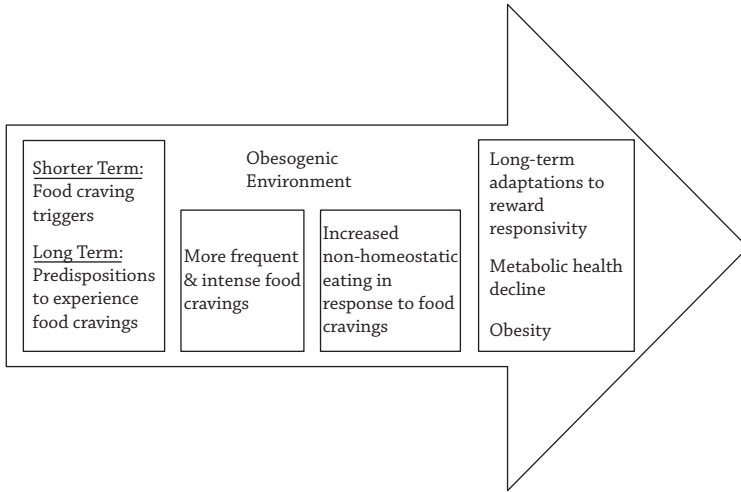 Shorter Term:
Food craving
triggers
Long Term:
Predispositions
to experience
food cravings
Obesogenic
Environment
More frequent
& intense food
cravings
Increased
non-homeostatic
eating in
response to food
cravings
Long-term
adaptations to
reward
responsivity
Metabolic health
decline
Obesity